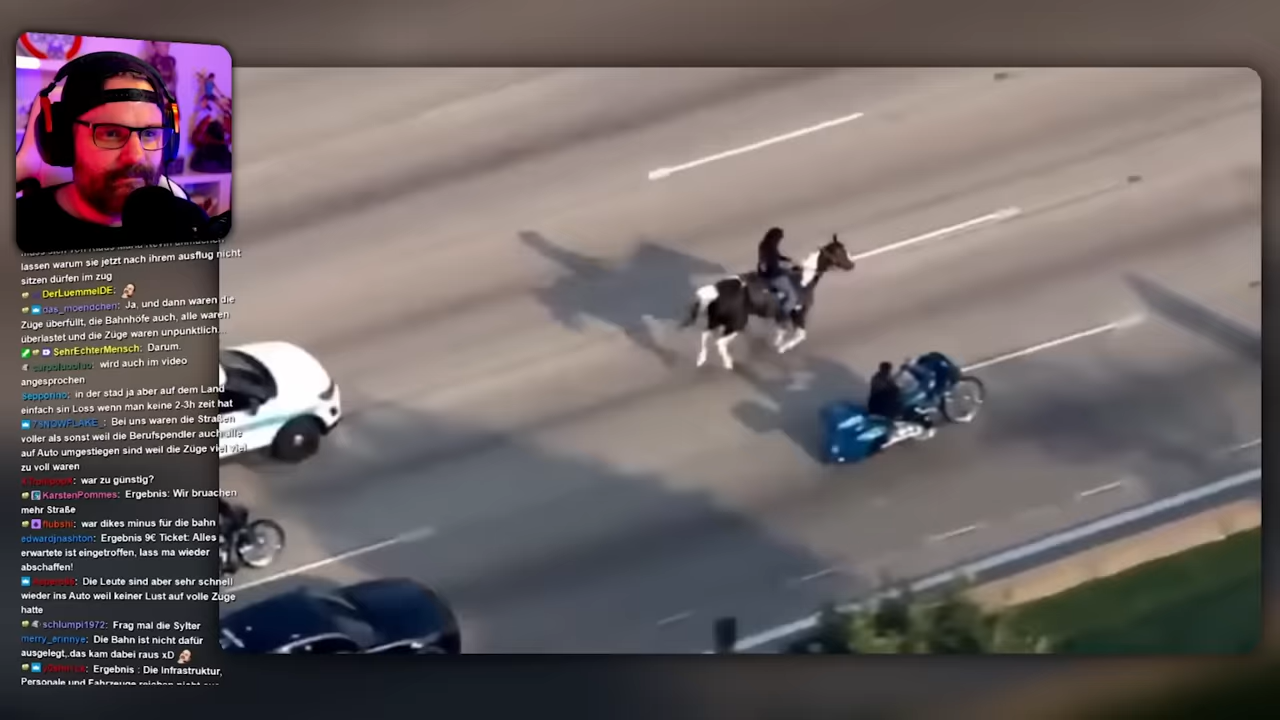 lassen warum sie jetzt nach ihrem ausflug nicht
sitzen dürfen im zug
DerLuemmelDE:
das_moendchen: Ja, und dann waren die
Züge überfüllt, die Bahnhöfe auch, alle waren
überlastet und die Züge waren unpunktlich...
SehrEchterMensch: Darum.
wird auch im video
angesprochen
Sepporino: in der stad ja aber auf dem Land
einfach sin Loss wenn man keine 2-3h zeit hat
Bei uns waren die Straßen
voller als sonst weil die Berufspendler auch alle
auf Auto umgestiegen sind weil die Züge viel viel
zu voll waren
war zu günstig?
KarstenPommes: Ergebnis: Wir bruachen
mehr Straße
flubshi: war dikes minus für die bahn
edwardjnashton: Ergebnis 9€ Ticket: Alles
erwartete ist eingetroffen, lass ma wieder
abschaffen!
Die Leute sind aber sehr schnell
wieder ins Auto weil keiner Lust auf volle Züge
hatte
schlumpi1972: Frag mal die Sylter
merry_erinnye: Die Bahn ist nicht dafür
ausgelegt,.das kam dabei raus xD
Ergebnis : Die Infrastruktur,
Personale und Fahrzeuge reichen nicht aus